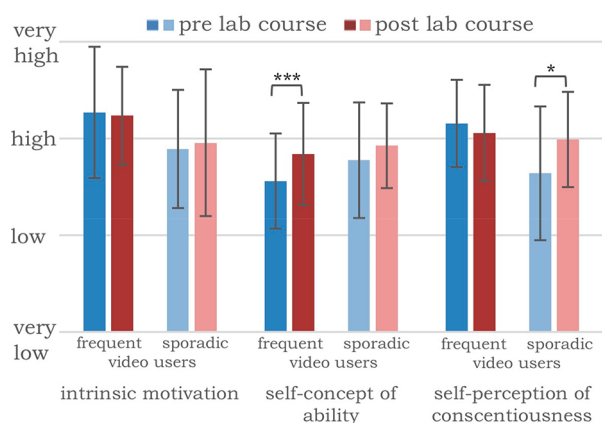 very
high
high
low
very
low
pre lab course post lab course
***
*
frequent sporadic frequent sporadic frequent sporadic
video users video users video users
intrinsic motivation self-concept of self-perception of
ability conscentiousness